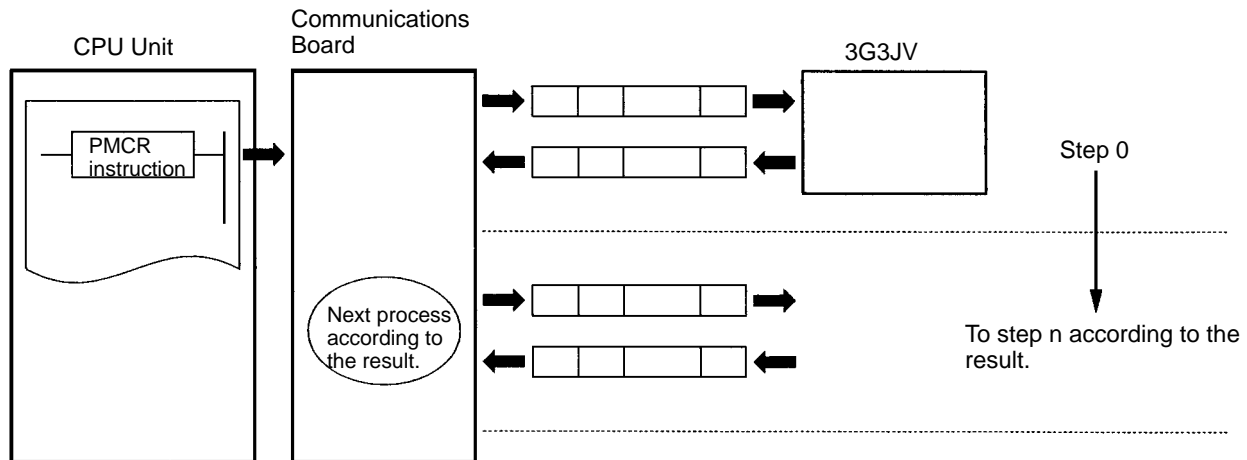 Communications
Board
CPU Unit
3G3JV
PMCR
instruction
Step 0
Next process
according to
the result.
To step n according to the
result.